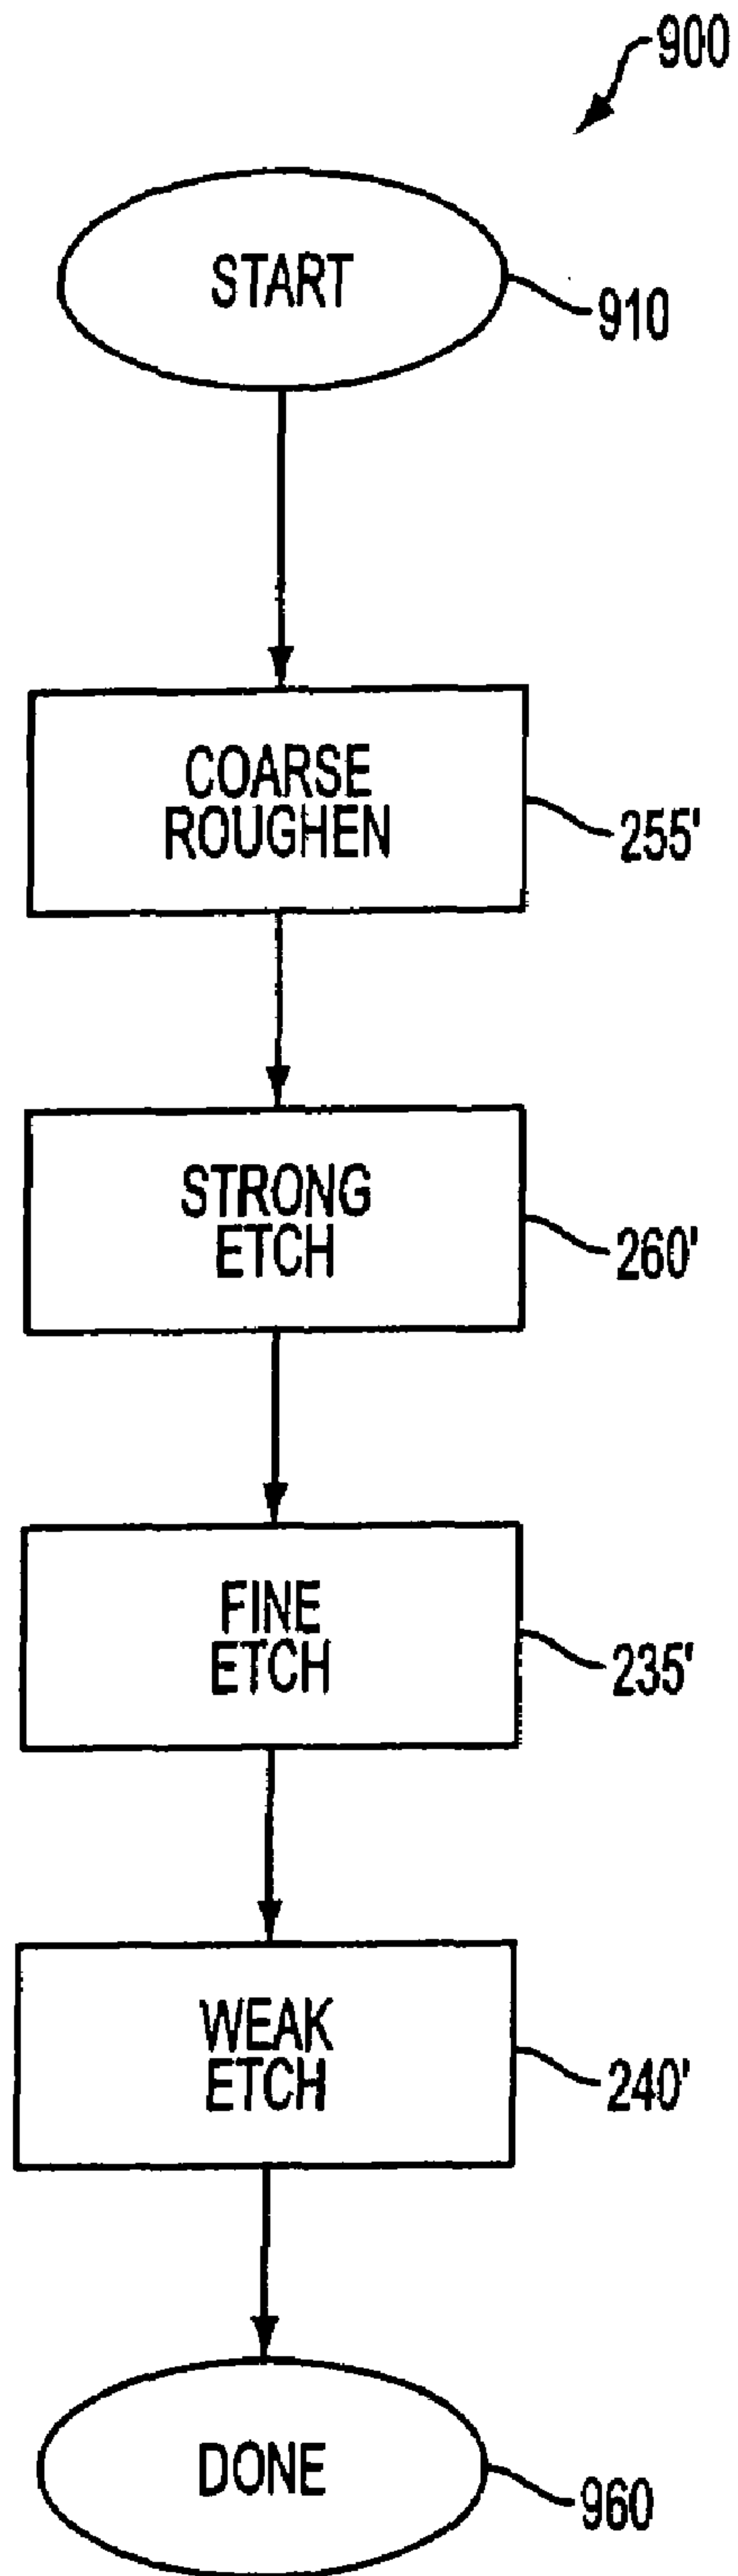 900
START
910
COARSE
ROUGHEN
255'
STRONG
ETCH
260'
FINE
ETCH
235'
WEAK
ETCH
240'
DONE
960